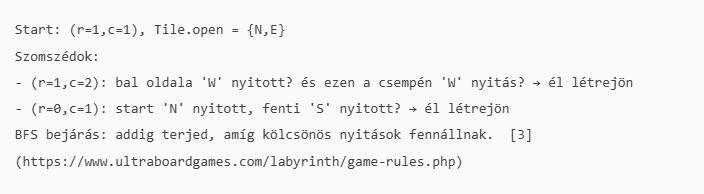 Start: (r=1,c=1), Tile.open = {N,E}
Szomszédok:
- (r=1,c=2): bal oldala 'W' nyitott? és ezen a csempén 'W' nyitás? → él létrejön
- (r=0,c=1): start 'N' nyitott, fenti 'S' nyitott? → él létrejön
BFS bejárás: addig terjed, amíg kölcsönös nyitások fennállnak.  [3]
(https://www.ultraboardgames.com/labyrinth/game-rules.php)